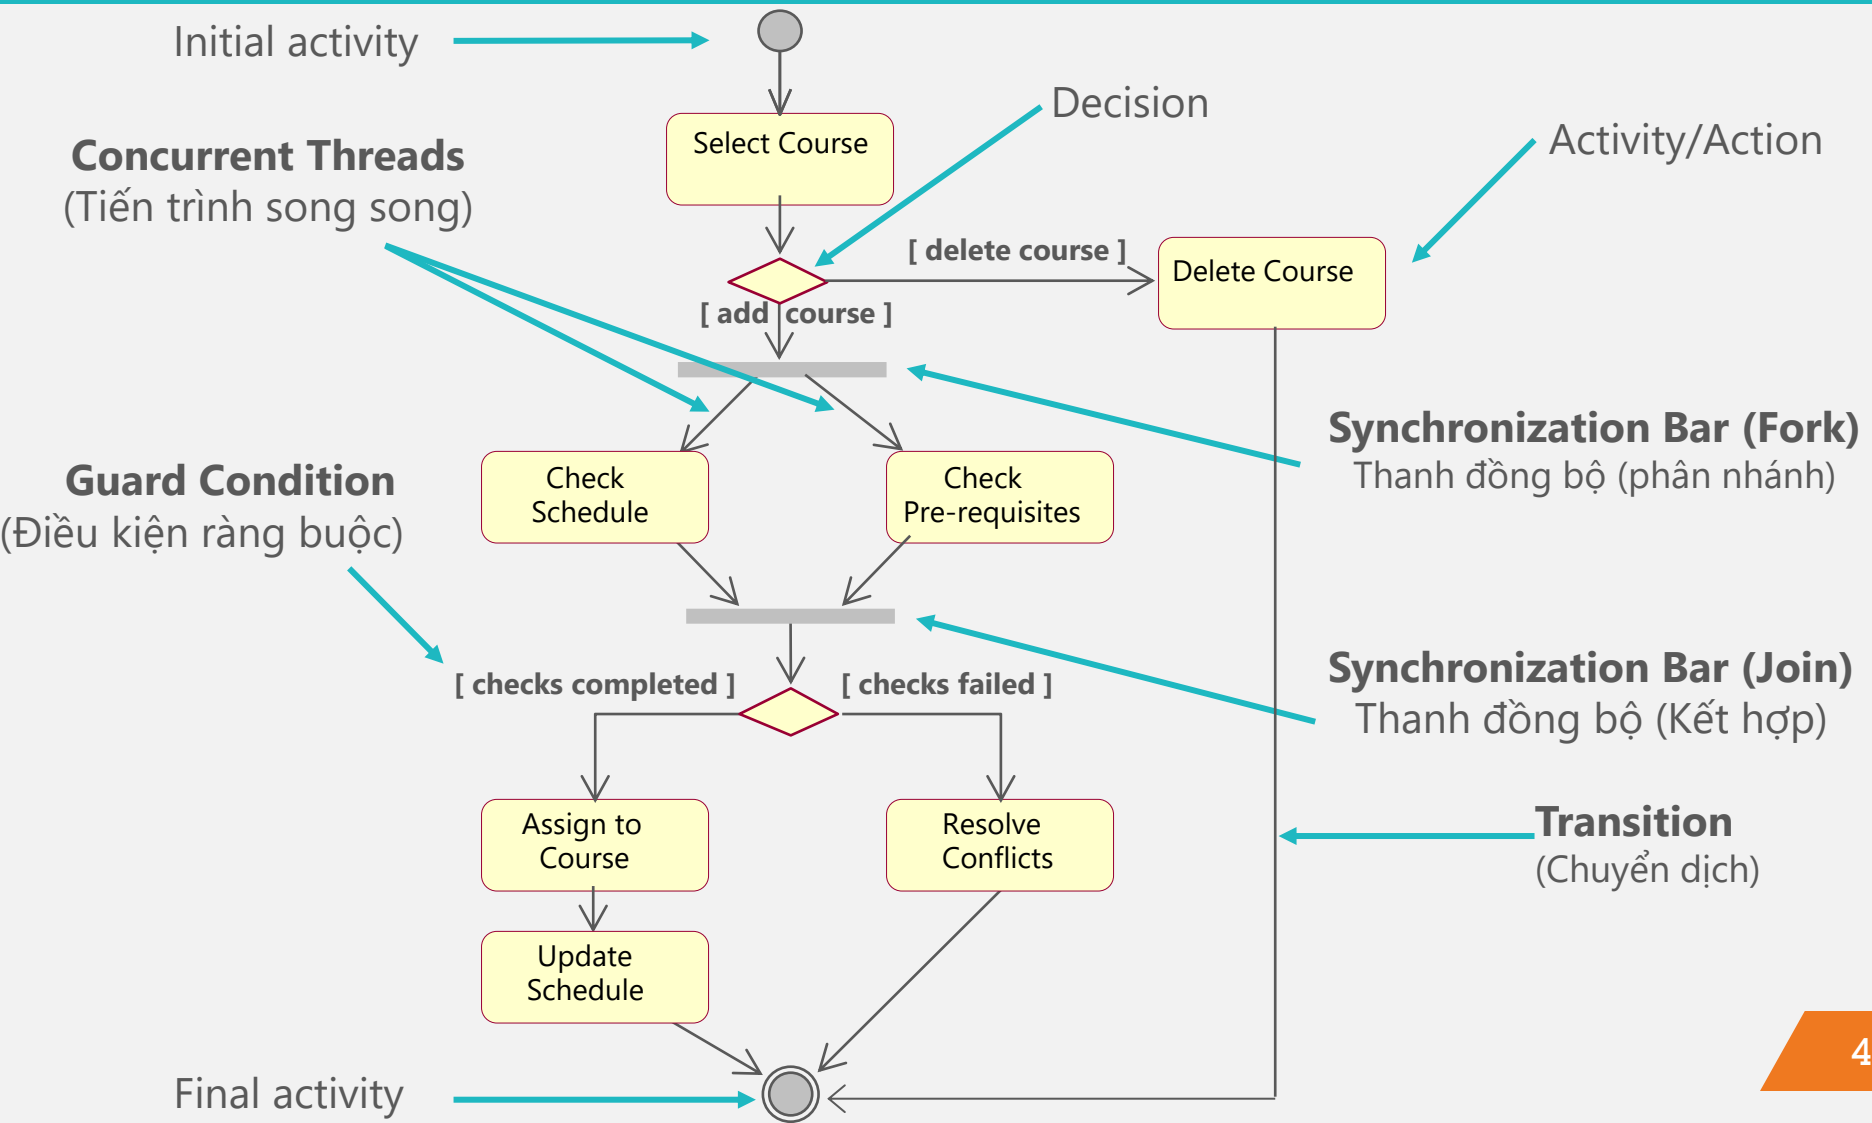 Initial activity
Decision
Select Course
Activity/Action
Concurrent Threads
(Tiến trình song song)
[ delete course ]
Delete Course
[ add course ]
Synchronization Bar (Fork)
Thanh đồng bộ (phân nhánh)
Guard Condition
(Điều kiện ràng buộc)
Check
Schedule
Check
Pre-requisites
[ checks completed ]
[ checks failed ]
Synchronization Bar (Join)
Thanh đồng bộ (Kết hợp)
Assign to
Course
Resolve
Conflicts
Transition
(Chuyển dịch)
Update
Schedule
Final activity
4